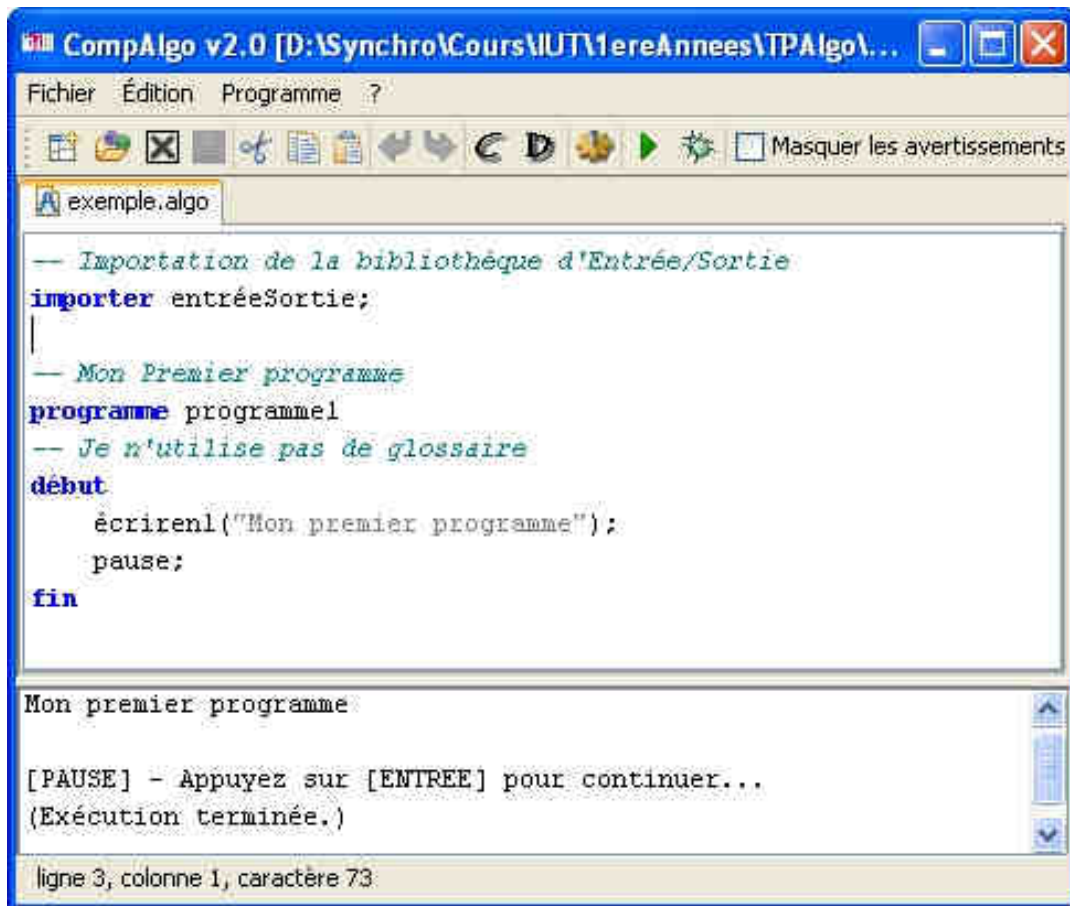 CompAlgo v2.0 [D:\Synchro\Cours\IUT\1ereAnnees\TPAlgo\...
Fichier Édition Programme ?
C D Masquer les avertissements
exemple.algo
-- Importation de la bibliothèque d'Entrée/Sortie
importer entréeSortie;
-- Mon Premier programme
programme programme1
-- Je n'utilise pas de glossaire
début
écrirenl("Mon premier programme");
pause;
fin
Mon premier programme
[PAUSE] - Appuyez sur [ENTREE] pour continuer...
(Exécution terminée.)
ligne 3, colonne 1, caractère 73